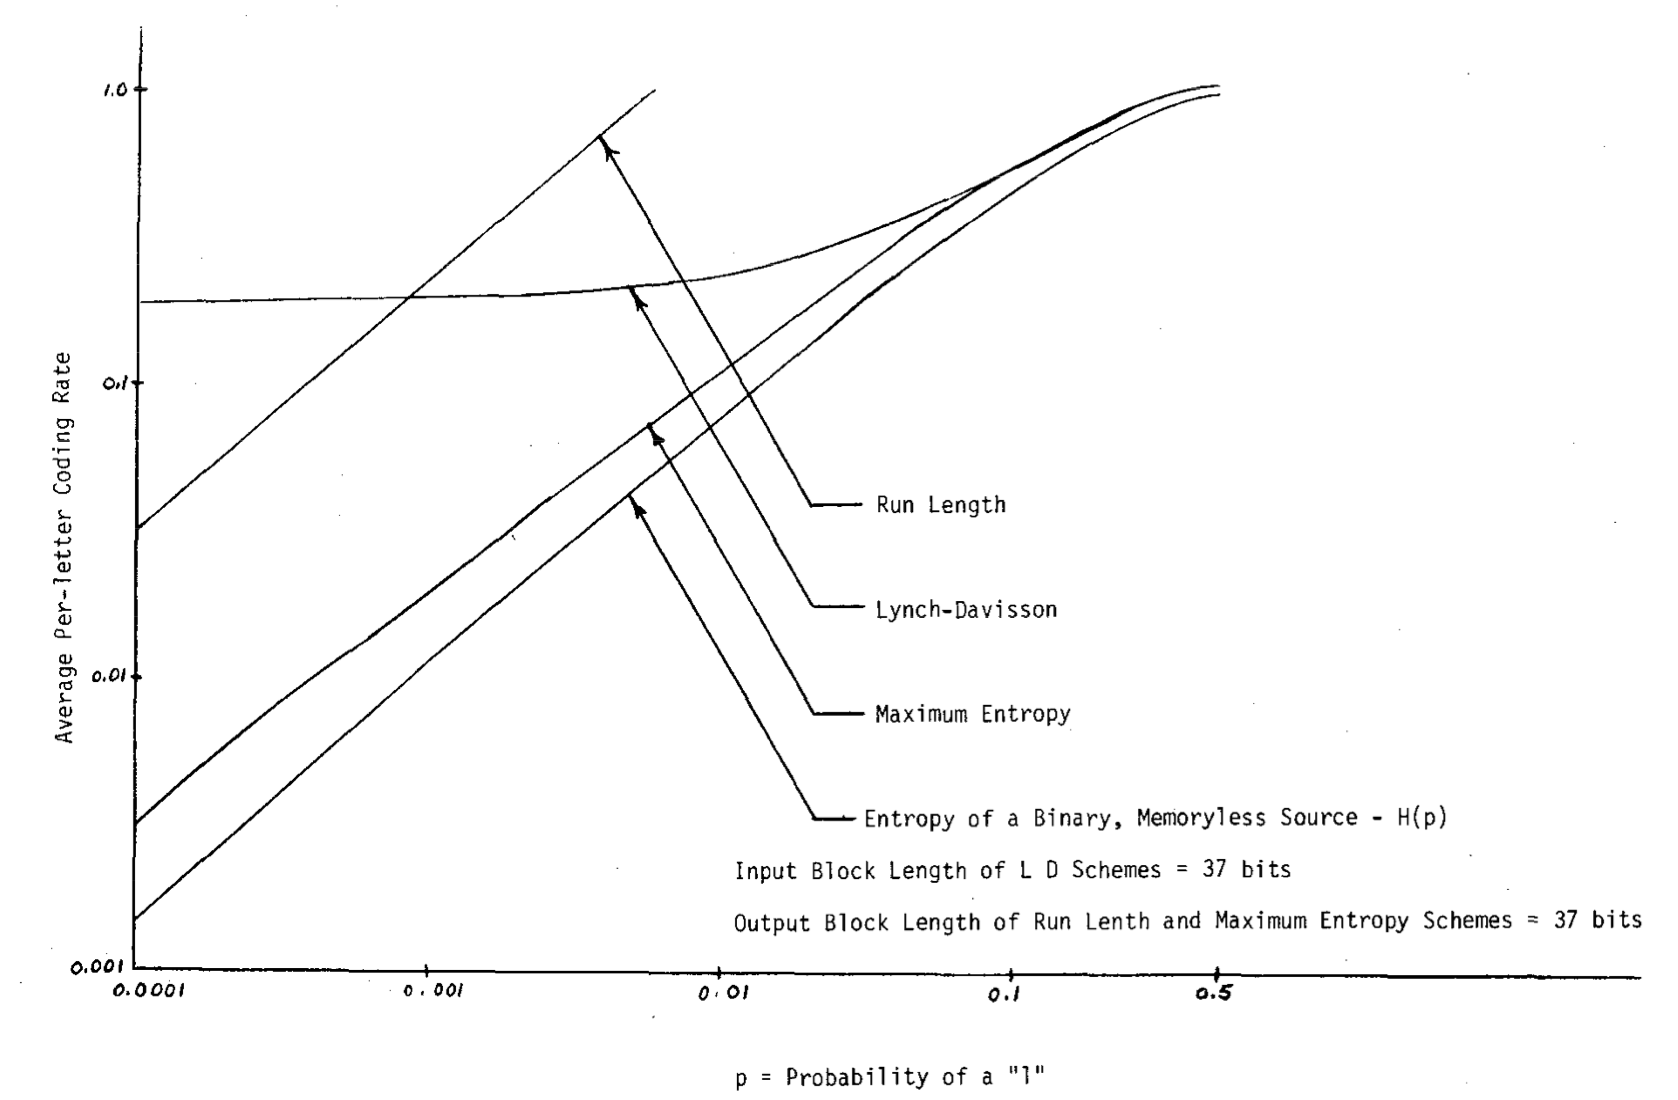 1.0
0.1
0.01
0.001
Average Per-letter Coding Rate
Run Length
Lynch-Davisson
Maximum Entropy
Entropy of a Binary, Memoryless Source - H(p)
Input Block Length of L D Schemes = 37 bits
Output Block Length of Run Lenth and Maximum Entropy Schemes = 37 bits
0.0001 0.001 0.01 0.1 0.5
p = Probability of a "1"